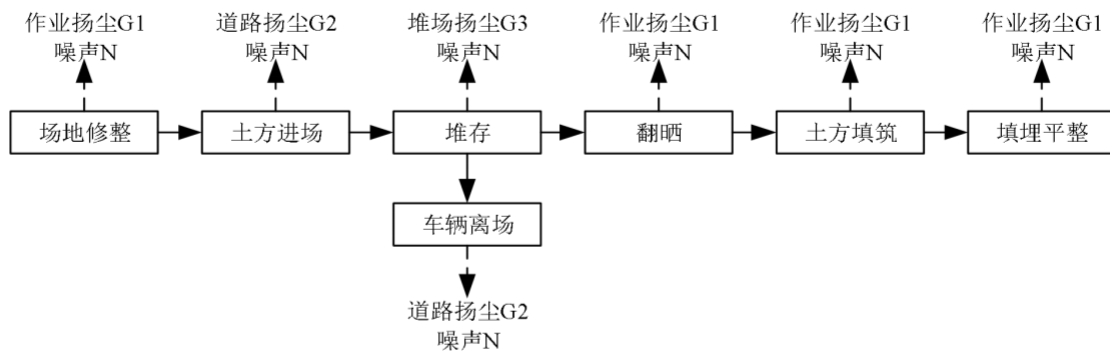 作业扬尘G1
噪声N
道路扬尘G2
噪声N
堆场扬尘G3
噪声N
作业扬尘G1
噪声N
作业扬尘G1
噪声N
作业扬尘G1
噪声N
场地修整
土方进场
堆存
翻晒
土方填筑
填埋平整
车辆离场
道路扬尘G2
噪声N